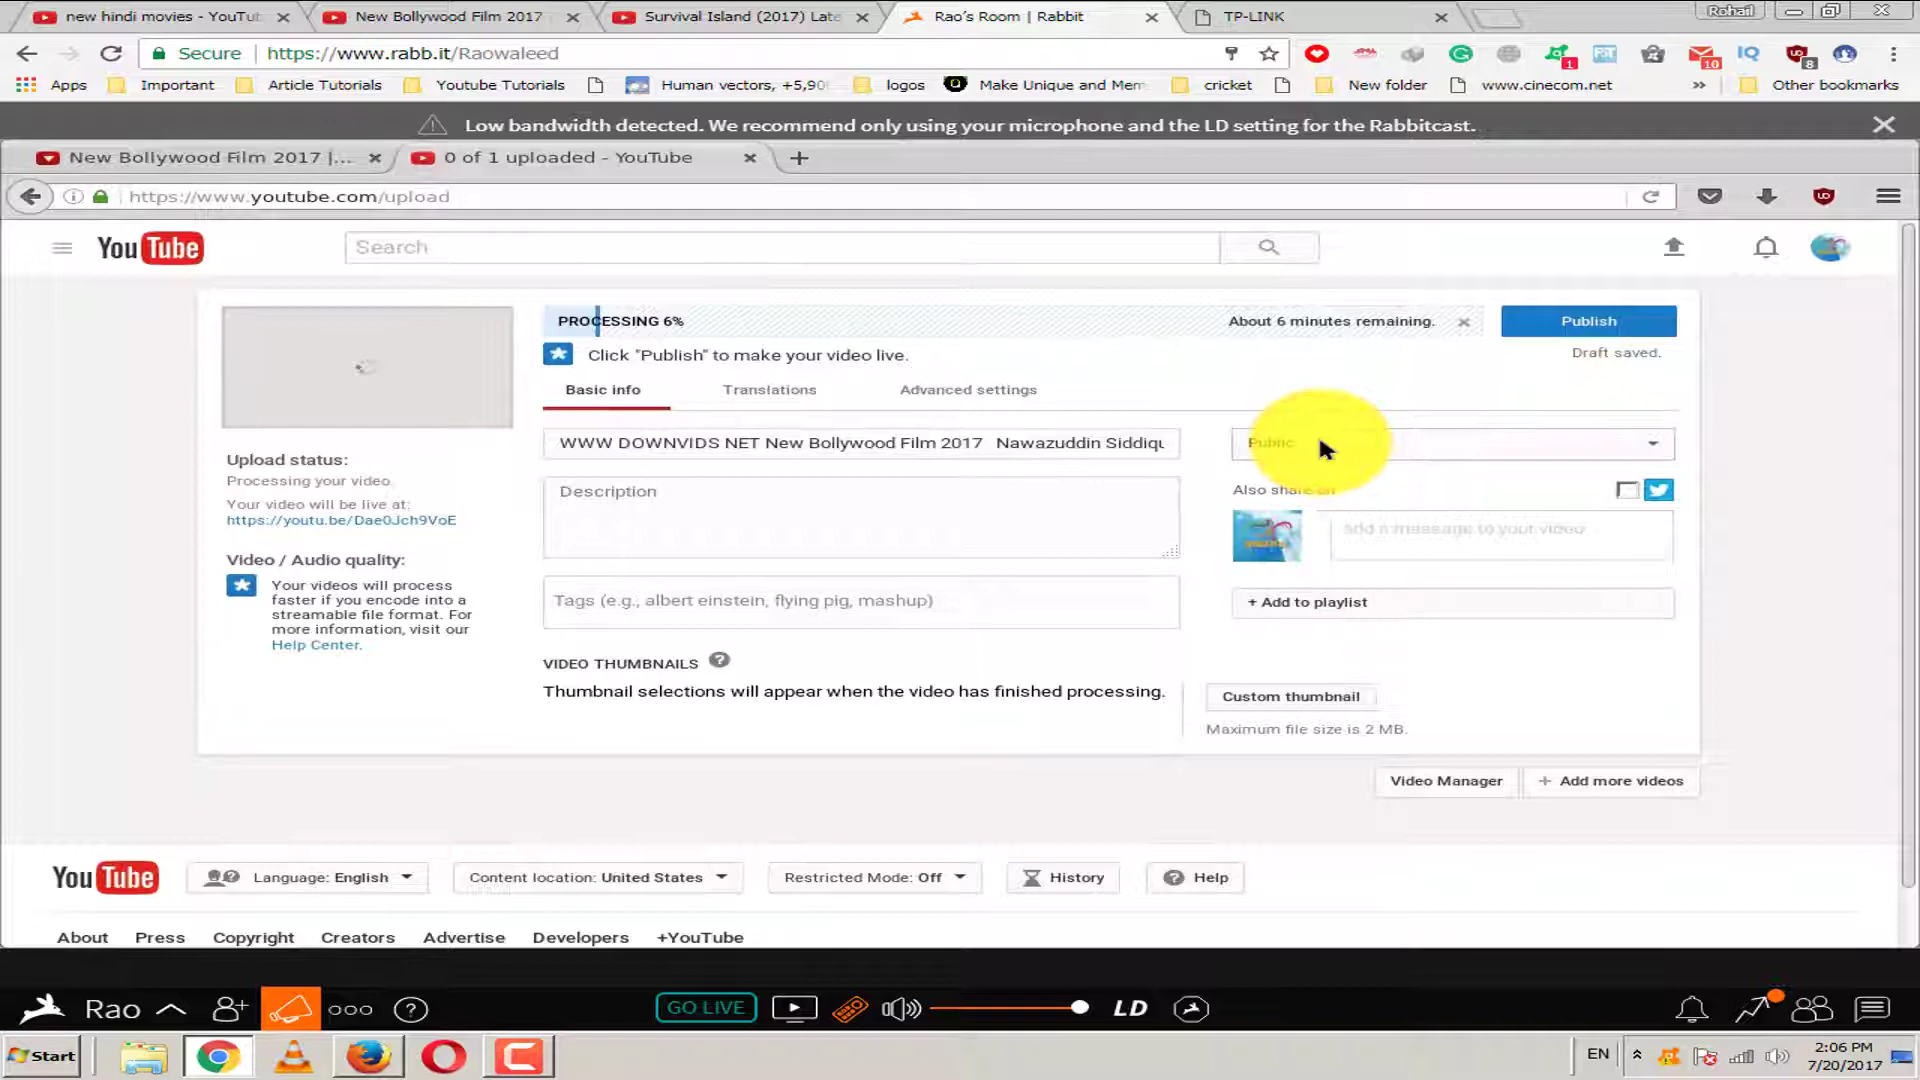 new hindi movies - YouTut
New Bollywood Film 2017
Survival Island (2017) Late
Rao's Room | Rabbit
TP-LINK
Rohail
Secure
https://www.rabb.it/Raowaleed
Apps
Important
Article Tutorials
Youtube Tutorials
Human vectors, +5,90
logos
Make Unique and Mem
cricket
New folder
www.cinecom.net
»
Other bookmarks
Low bandwidth detected. We recommend only using your microphone and the LD setting for the Rabbitcast.
New Bollywood Film 2017 |...
0 of 1 uploaded - YouTube
https://www.youtube.com/upload
YouTube
Search
PROCESSING 6%
About 6 minutes remaining.
Publish
Click "Publish" to make your video live.
Draft saved.
Basic info
Translations
Advanced settings
WWW DOWNVIDS NET New Bollywood Film 2017 Nawazuddin Siddiqu
Public
Upload status:
Processing your video.
Your video will be live at:
https://youtu.be/Dae0Jch9VoE
Description
Also share on
add a message to your video
Video / Audio quality:
Your videos will process
faster if you encode into a
streamable file format. For
more information, visit our
Help Center.
Tags (e.g., albert einstein, flying pig, mashup)
+ Add to playlist
VIDEO THUMBNAILS ?
Thumbnail selections will appear when the video has finished processing.
Custom thumbnail
Maximum file size is 2 MB.
Video Manager
+ Add more videos
YouTube
Language: English
Content location: United States
Restricted Mode: Off
History
Help
About
Press
Copyright
Creators
Advertise
Developers
+YouTube
Rao
GO LIVE
LD
Start
EN
2:06 PM
7/20/2017